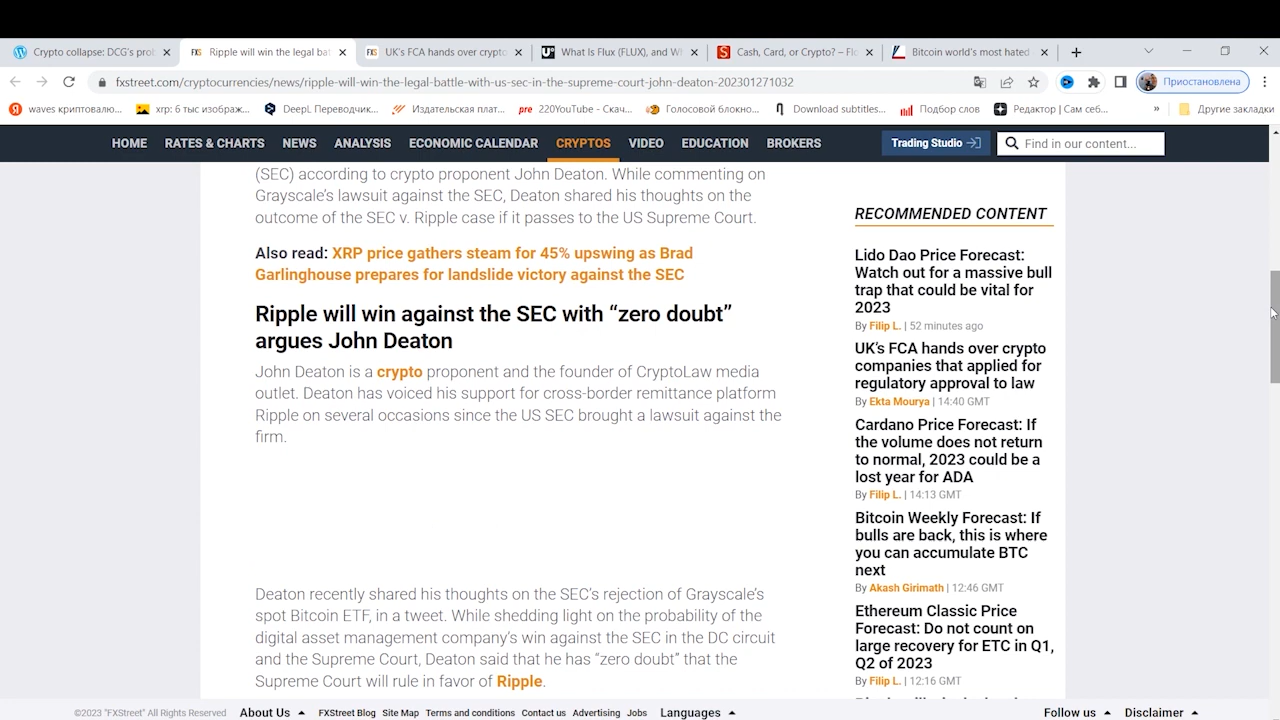 Crypto collapse: DCG's pro
Ripple will win the legal bat
UK's FCA hands over crypto
What Is Flux (FLUX), and Wh
Cash, Card, or Crypto? – Flo
Bitcoin world's most hated
fxstreet.com/cryptocurrencies/news/ripple-will-win-the-legal-battle-with-us-sec-in-the-supreme-court-john-deaton-202301271032
Приостановлена
waves криптовалю...
xrp: 6 тыс изображ...
DeepL Переводчик...
Издательская плат...
pre 220YouTube - Скач...
Голосовой блокно...
Download subtitles...
Подбор слов
Редактор | Сам себ...
»
Другие закладки
HOME
RATES & CHARTS
NEWS
ANALYSIS
ECONOMIC CALENDAR
CRYPTOS
VIDEO
EDUCATION
BROKERS
Trading Studio
Find in our content...
(SEC) according to crypto proponent John Deaton. While commenting on
Grayscale's lawsuit against the SEC, Deaton shared his thoughts on the
outcome of the SEC v. Ripple case if it passes to the US Supreme Court.
Also read: XRP price gathers steam for 45% upswing as Brad
Garlinghouse prepares for landslide victory against the SEC
Ripple will win against the SEC with “zero doubt”
argues John Deaton
John Deaton is a crypto proponent and the founder of CryptoLaw media
outlet. Deaton has voiced his support for cross-border remittance platform
Ripple on several occasions since the US SEC brought a lawsuit against the
firm.
Deaton recently shared his thoughts on the SEC's rejection of Grayscale's
spot Bitcoin ETF, in a tweet. While shedding light on the probability of the
digital asset management company's win against the SEC in the DC circuit
and the Supreme Court, Deaton said that he has “zero doubt” that the
Supreme Court will rule in favor of Ripple.
RECOMMENDED CONTENT
Lido Dao Price Forecast:
Watch out for a massive bull
trap that could be vital for
2023
By Filip L. | 52 minutes ago
UK's FCA hands over crypto
companies that applied for
regulatory approval to law
By Ekta Mourya | 14:40 GMT
Cardano Price Forecast: If
the volume does not return
to normal, 2023 could be a
lost year for ADA
By Filip L. | 14:13 GMT
Bitcoin Weekly Forecast: If
bulls are back, this is where
you can accumulate BTC
next
By Akash Girimath | 12:46 GMT
Ethereum Classic Price
Forecast: Do not count on
large recovery for ETC in Q1,
Q2 of 2023
By Filip L. | 12:16 GMT
©2023 "FXStreet" All Rights Reserved
About Us
FXStreet Blog
Site Map
Terms and conditions
Contact us
Advertising
Jobs
Languages
Follow us
Disclaimer